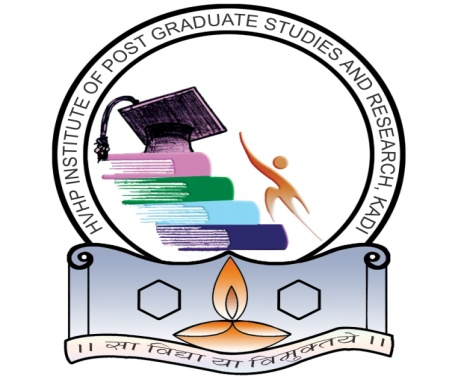 HVHP INSTITUTE OF POST GRADUATE STUDIES AND RESEARCH, KADI
।। सा विद्या या विमुक्तये ।।